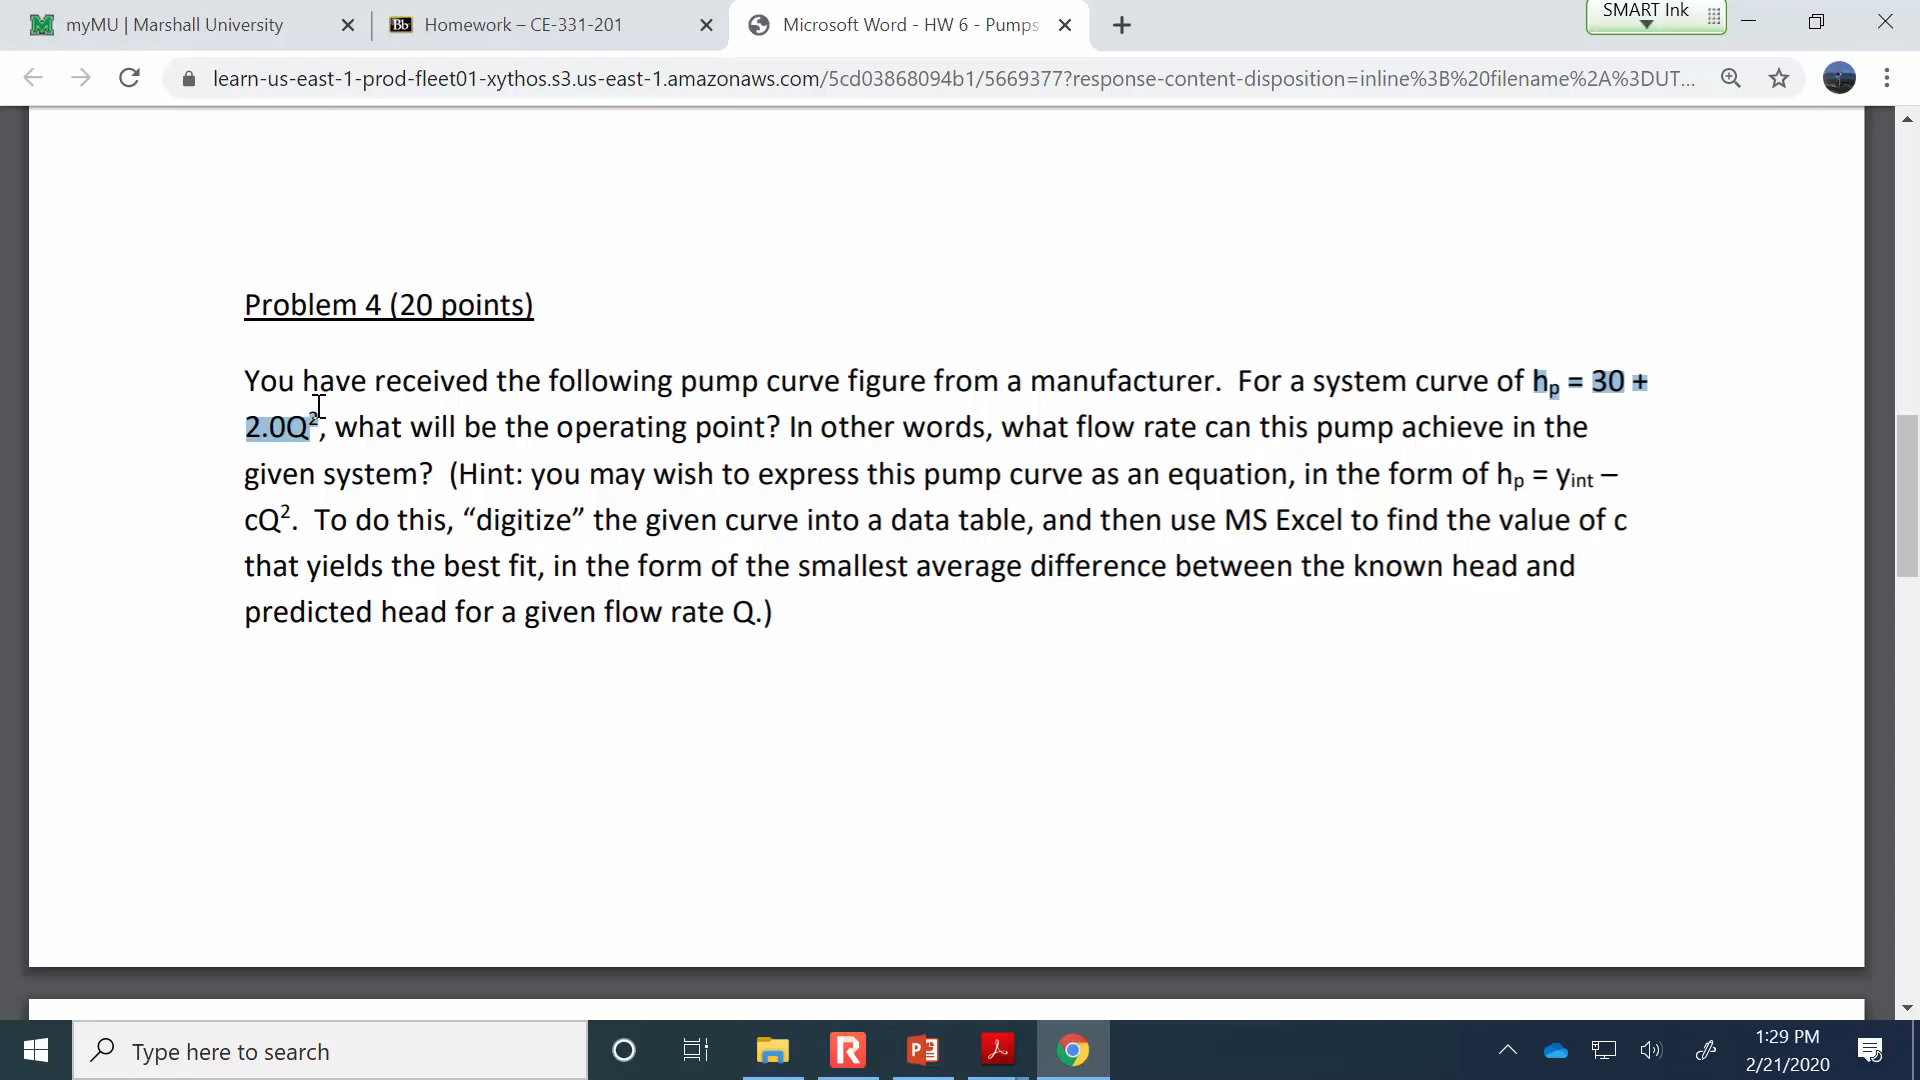 myMU | Marshall University
Homework – CE-331-201
Microsoft Word - HW 6 - Pumps
SMART Ink
learn-us-east-1-prod-fleet01-xythos.s3.us-east-1.amazonaws.com/5cd03868094b1/5669377?response-content-disposition=inline%3B%20filename%2A%3DUT...
Problem 4 (20 points)
You have received the following pump curve figure from a manufacturer.  For a system curve of hₚ = 30 +
2.0Q², what will be the operating point? In other words, what flow rate can this pump achieve in the
given system?  (Hint: you may wish to express this pump curve as an equation, in the form of hₚ = yint –
cQ².  To do this, “digitize” the given curve into a data table, and then use MS Excel to find the value of c
that yields the best fit, in the form of the smallest average difference between the known head and
predicted head for a given flow rate Q.)
Type here to search
1:29 PM
2/21/2020